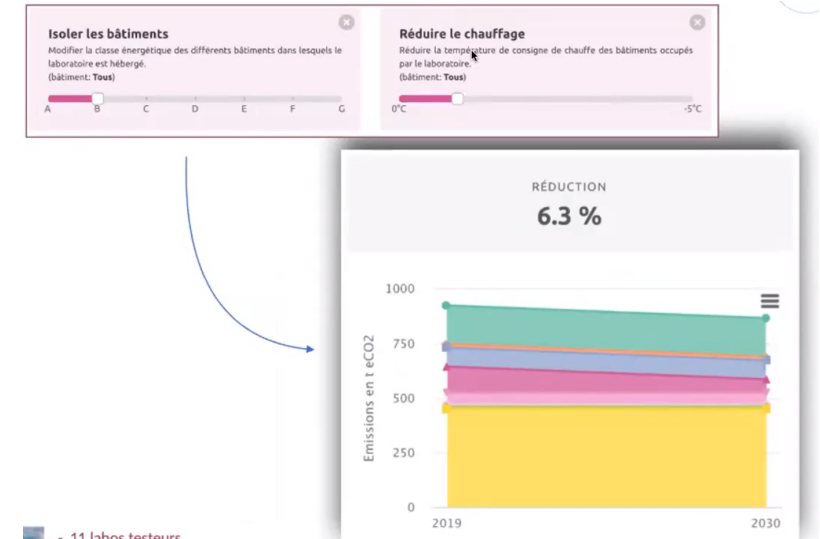 Isoler les bâtiments
Modifier la classe énergétique des différents bâtiments dans lesquels le
laboratoire est hébergé.
(bâtiment: Tous)
A B C D E F G
Réduire le chauffage
Réduire la température de consigne de chauffe des bâtiments occupés
par le laboratoire.
(bâtiment: Tous)
0°C -5°C
RÉDUCTION
6.3 %
Emissions en t eCO2
1000
750
500
250
0
2019 2030
- 11 labos testeurs